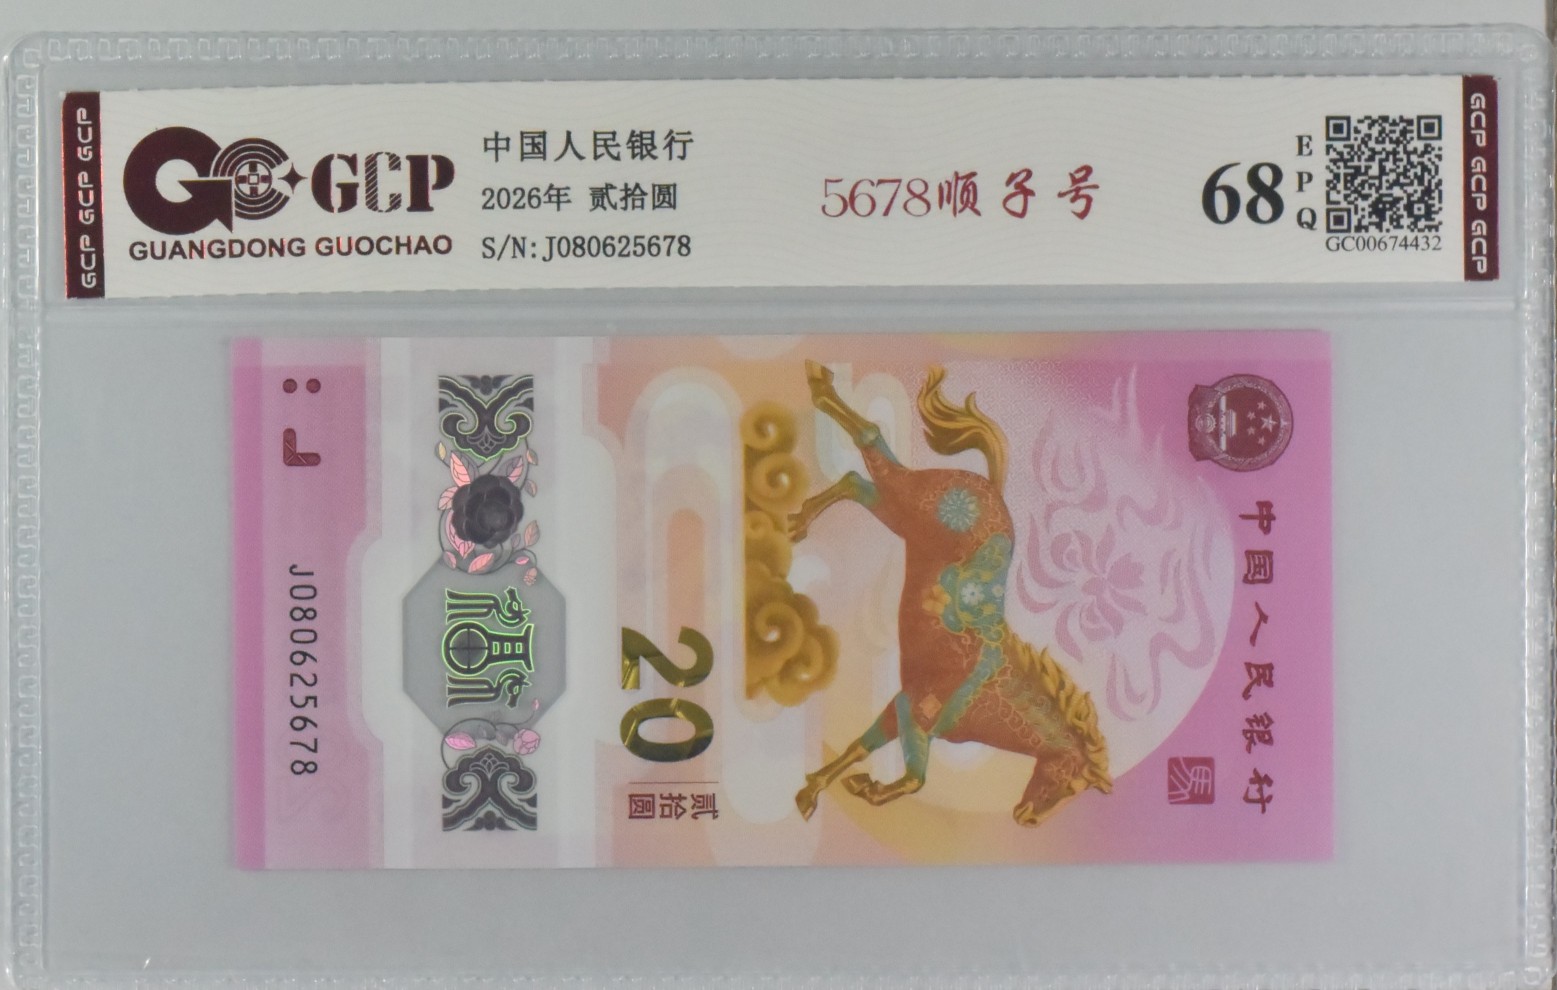 GCP
GUANGDONG GUOCHAO
中国人民银行
2026年 贰拾圆
S/N:J080625678
5678顺子号
68
EPQ
GC00674432
GCP GCP GCP
GCP GCP GCP
中国人民银行
20
贰拾圆
J080625678